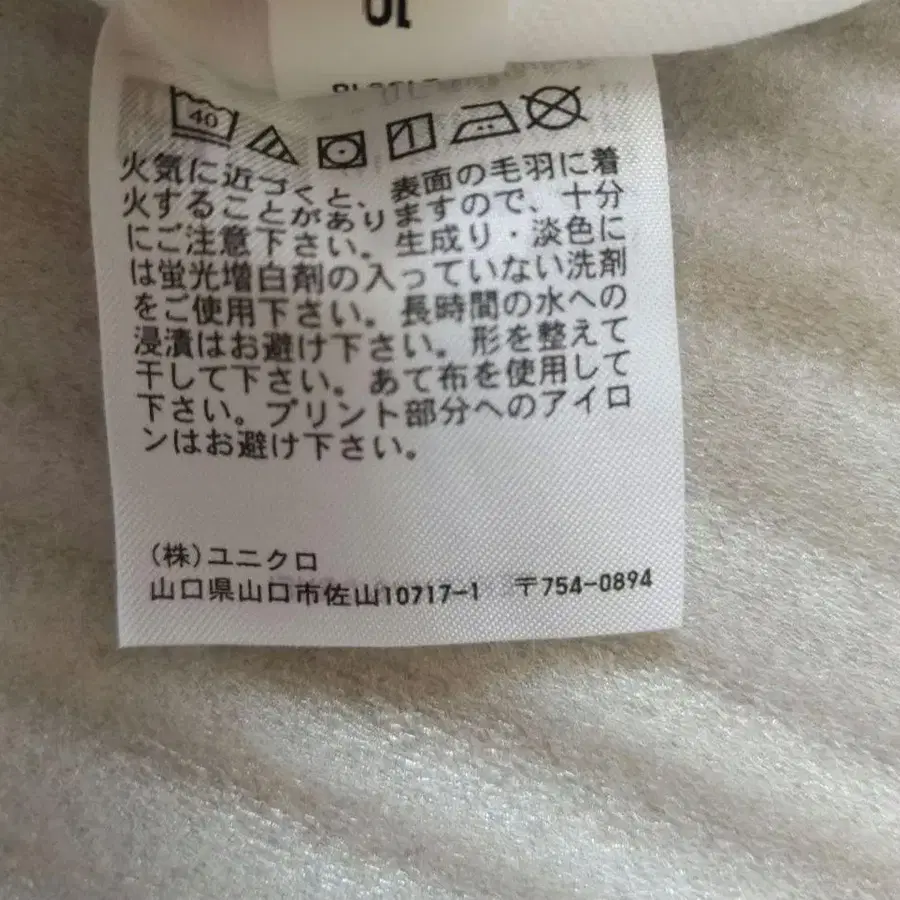 10
40
火気に近づくと、表面の毛羽に着
火することがありますので、十分
にご注意下さい。生成り・淡色に
は蛍光増白剤の入っていない洗剤
をご使用下さい。長時間の水への
浸漬はお避け下さい。形を整えて
干して下さい。あて布を使用して
下さい。プリント部分へのアイロ
ンはお避け下さい。
(株)ユニクロ
山口県山口市佐山10717-1 〒754-0894